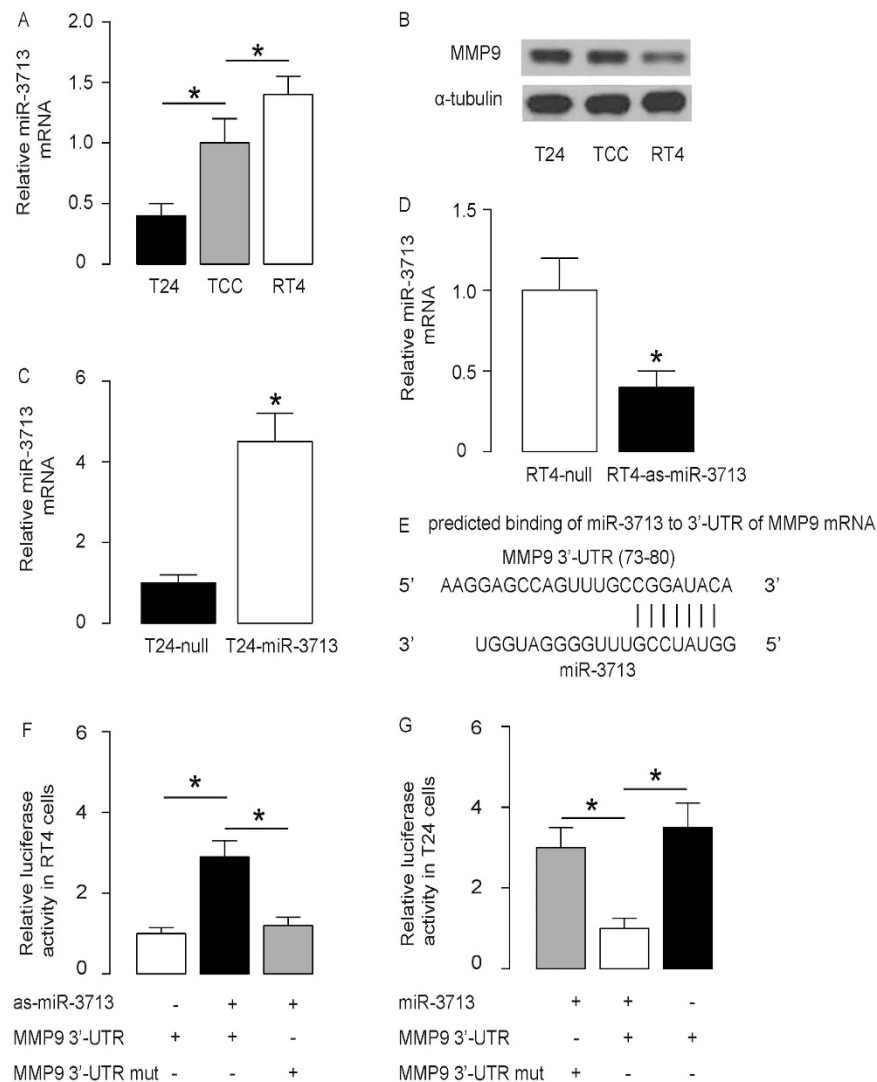 A
Relative miR-3713
mRNA
2.0
1.5
1.0
0.5
0
*
*
T24 TCC RT4
B
MMP9
α-tubulin
T24 TCC RT4
C
Relative miR-3713
mRNA
6
4
2
0
*
T24-null T24-miR-3713
D
Relative miR-3713
mRNA
1.5
1.0
0.5
0
*
RT4-null RT4-as-miR-3713
E predicted binding of miR-3713 to 3'-UTR of MMP9 mRNA
MMP9 3'-UTR (73-80)
5' AAGGAGCCAGUUUGCCGGAUACA 3'
3' UGGUAGGGGUUUGCCUAUGG 5'
miR-3713
F
Relative luciferase
activity in RT4 cells
6
4
2
0
*
*
as-miR-3713 - + +
MMP9 3'-UTR + + -
MMP9 3'-UTR mut - - +
G
Relative luciferase
activity in T24 cells
6
4
2
0
*
*
miR-3713 + + -
MMP9 3'-UTR - + +
MMP9 3'-UTR mut + - -